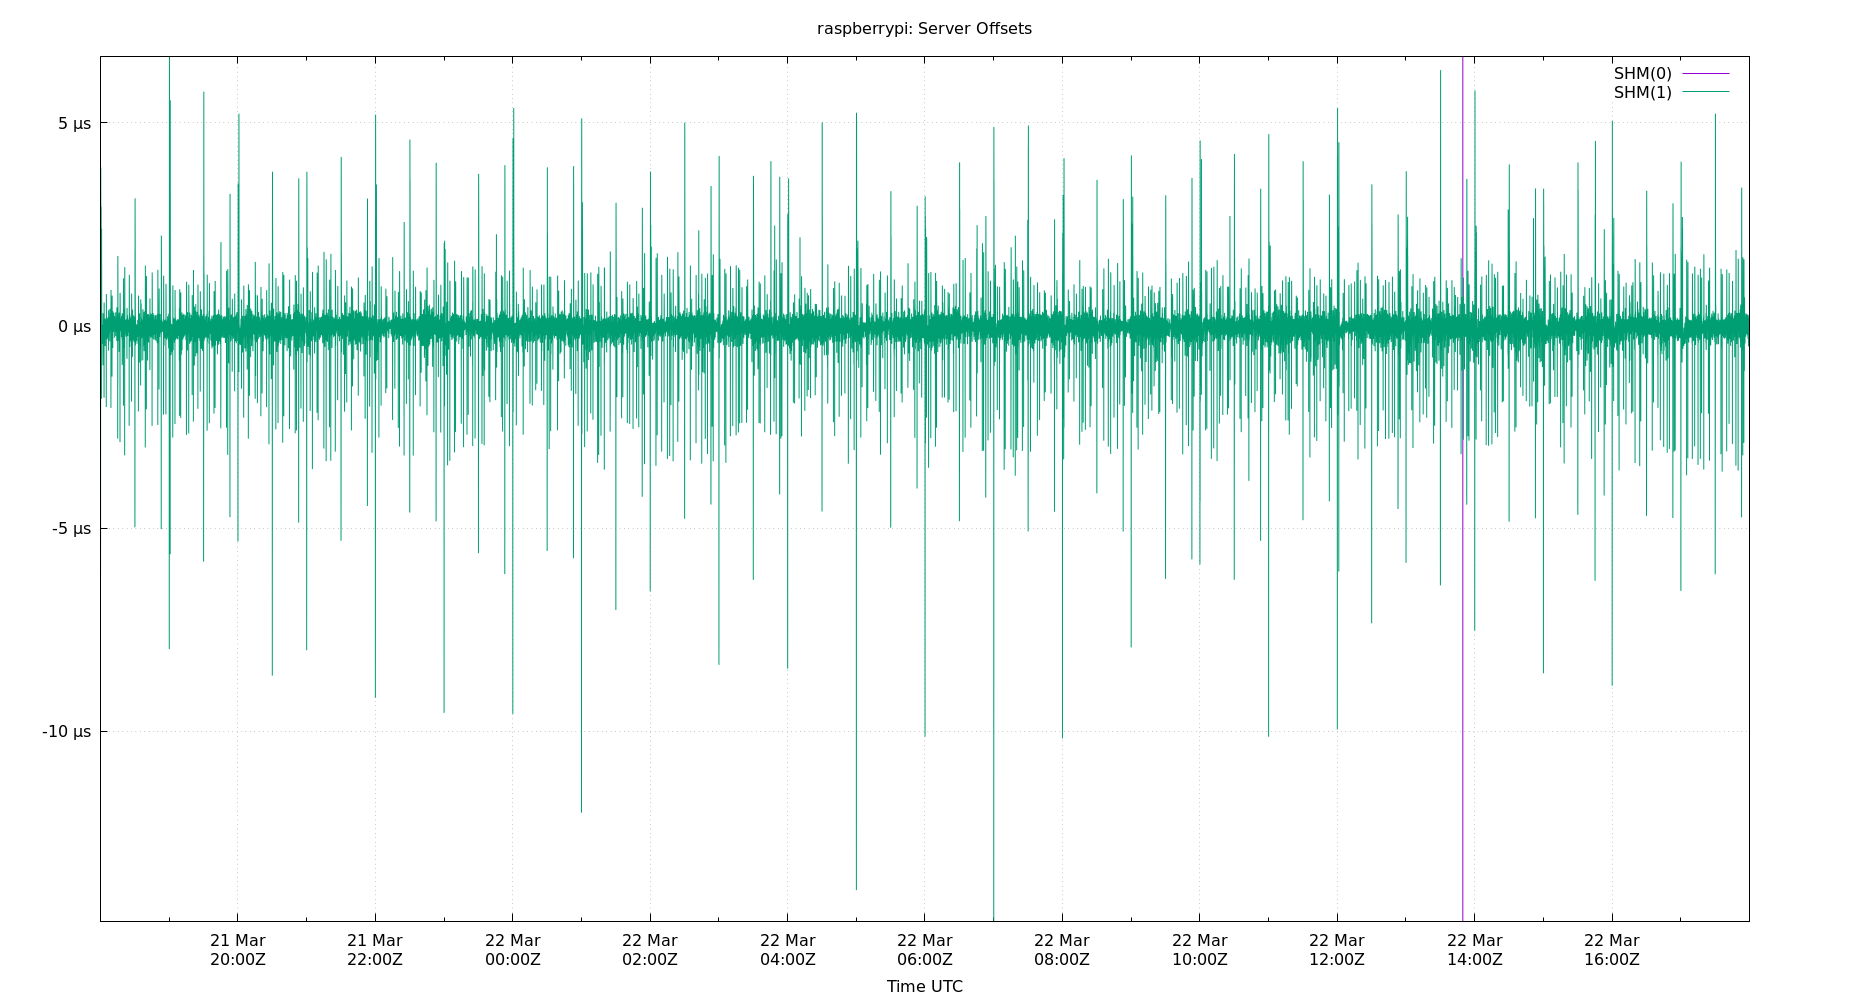 raspberrypi: Server Offsets
SHM(0)
SHM(1)
5 µs
0 µs
-5 µs
-10 µs
21 Mar 21 Mar 22 Mar 22 Mar 22 Mar 22 Mar 22 Mar 22 Mar 22 Mar 22 Mar 22 Mar
20:00Z 22:00Z 00:00Z 02:00Z 04:00Z 06:00Z 08:00Z 10:00Z 12:00Z 14:00Z 16:00Z
Time UTC